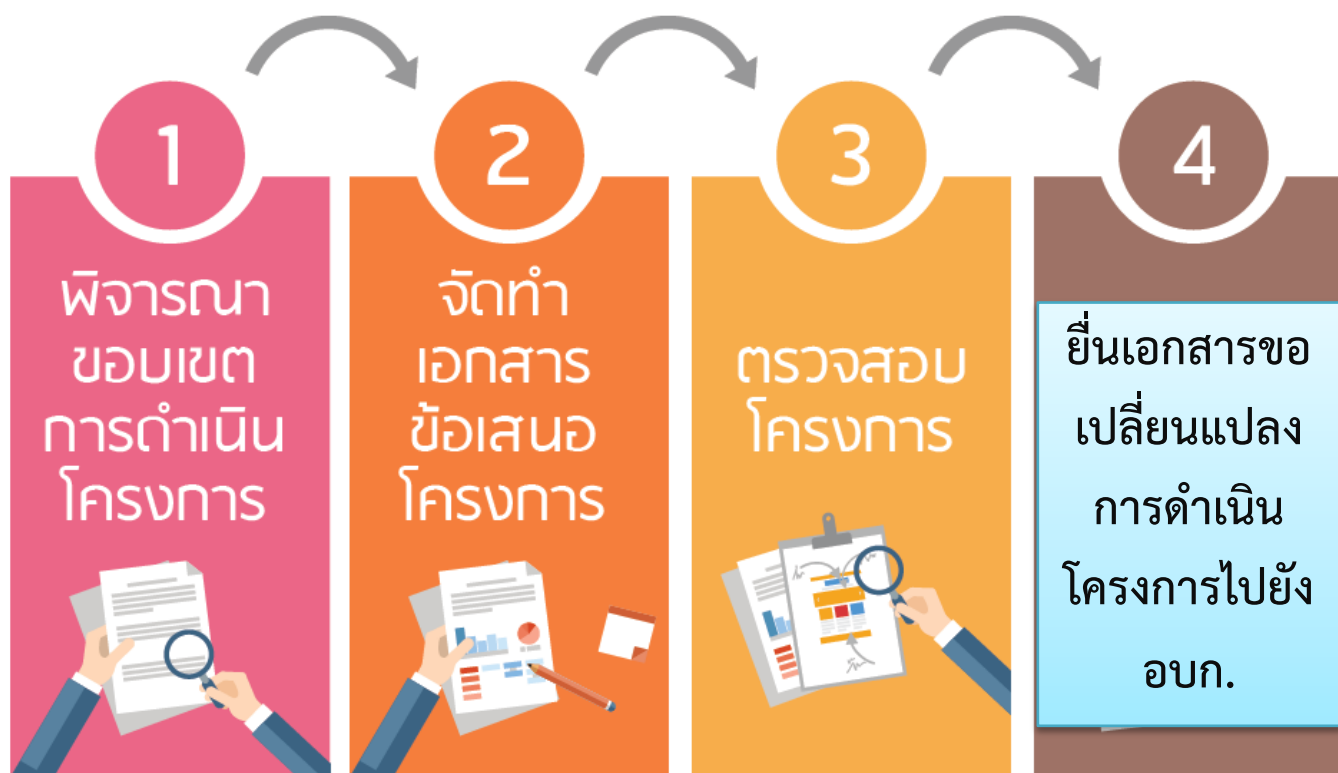 1
พิจารณา
ขอบเขต
การดำเนิน
โครงการ
2
จัดทำ
เอกสาร
ข้อเสนอ
โครงการ
3
ตรวจสอบ
โครงการ
4
ยื่นเอกสารขอ
เปลี่ยนแปลง
การดำเนิน
โครงการไปยัง
อบก.